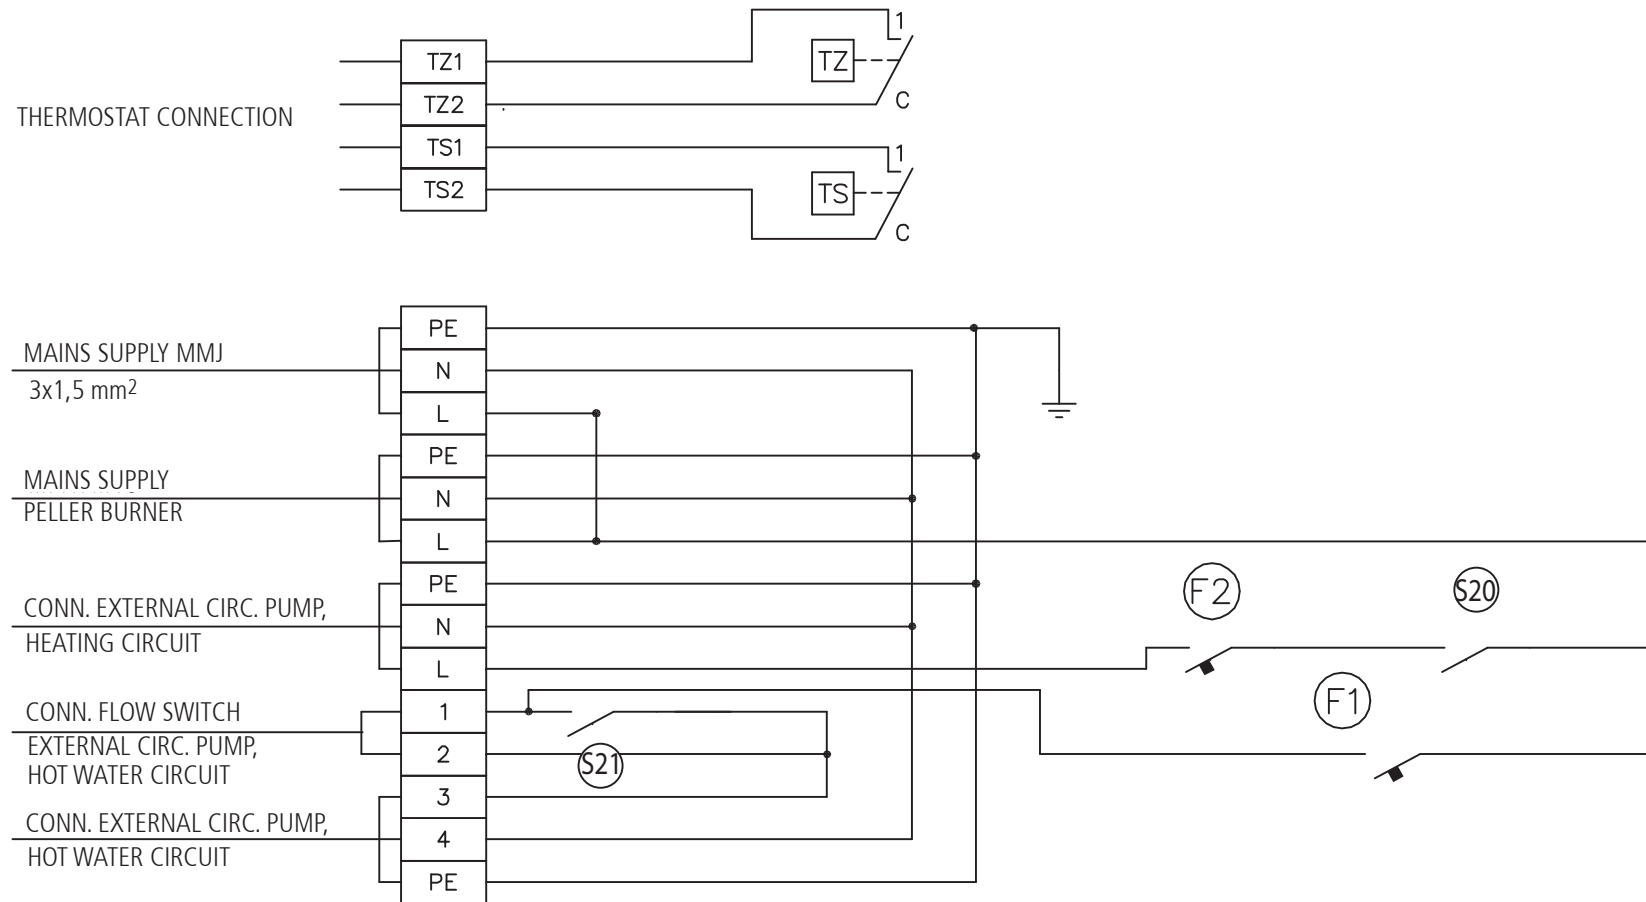 THERMOSTAT CONNECTION
TZ1
TZ2
TS1
TS2
1
TZ
C
1
TS
C
MAINS SUPPLY MMJ
3x1,5 mm2
PE
N
L
MAINS SUPPLY
PELLER BURNER
PE
N
L
CONN. EXTERNAL CIRC. PUMP,
HEATING CIRCUIT
PE
N
L
F2
S20
F1
CONN. FLOW SWITCH
EXTERNAL CIRC. PUMP,
HOT WATER CIRCUIT
1
2
S21
CONN. EXTERNAL CIRC. PUMP,
HOT WATER CIRCUIT
3
4
PE